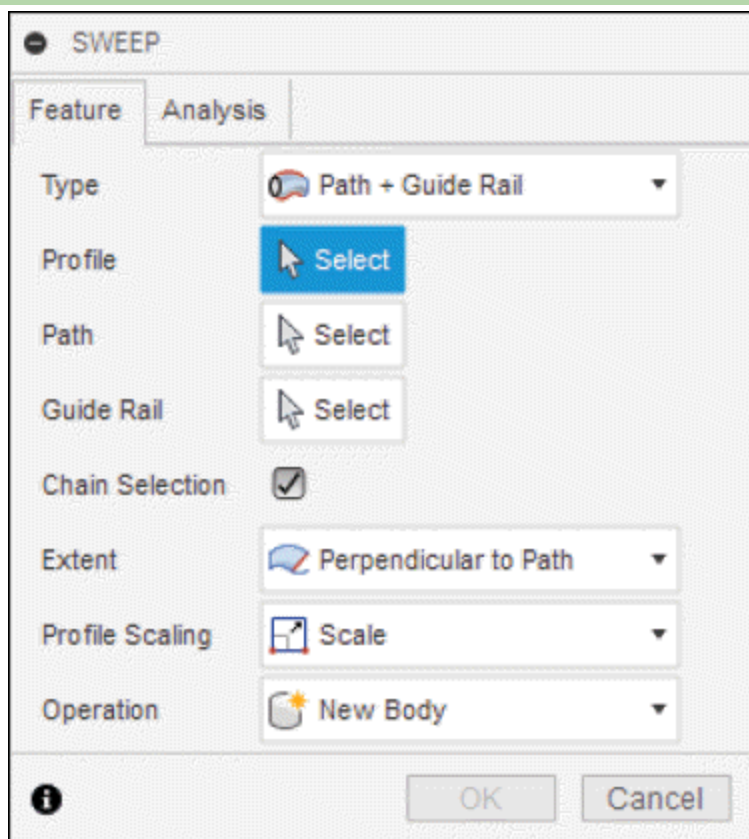 SWEEP
Feature Analysis
Type Path + Guide Rail
Profile Select
Path Select
Guide Rail Select
Chain Selection
Extent Perpendicular to Path
Profile Scaling Scale
Operation New Body
OK Cancel